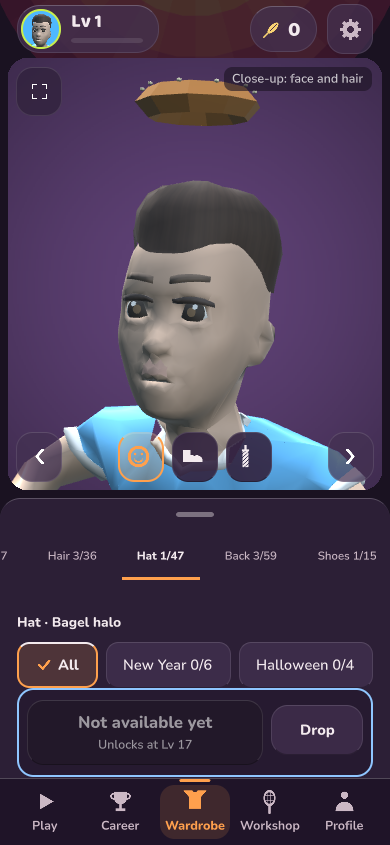 Lv 1
0
Close-up: face and hair
7
Hair 3/36
Hat 1/47
Back 3/59
Shoes 1/15
Hat · Bagel halo
All
New Year 0/6
Halloween 0/4
Not available yet
Unlocks at Lv 17
Drop
Play
Career
Wardrobe
Workshop
Profile